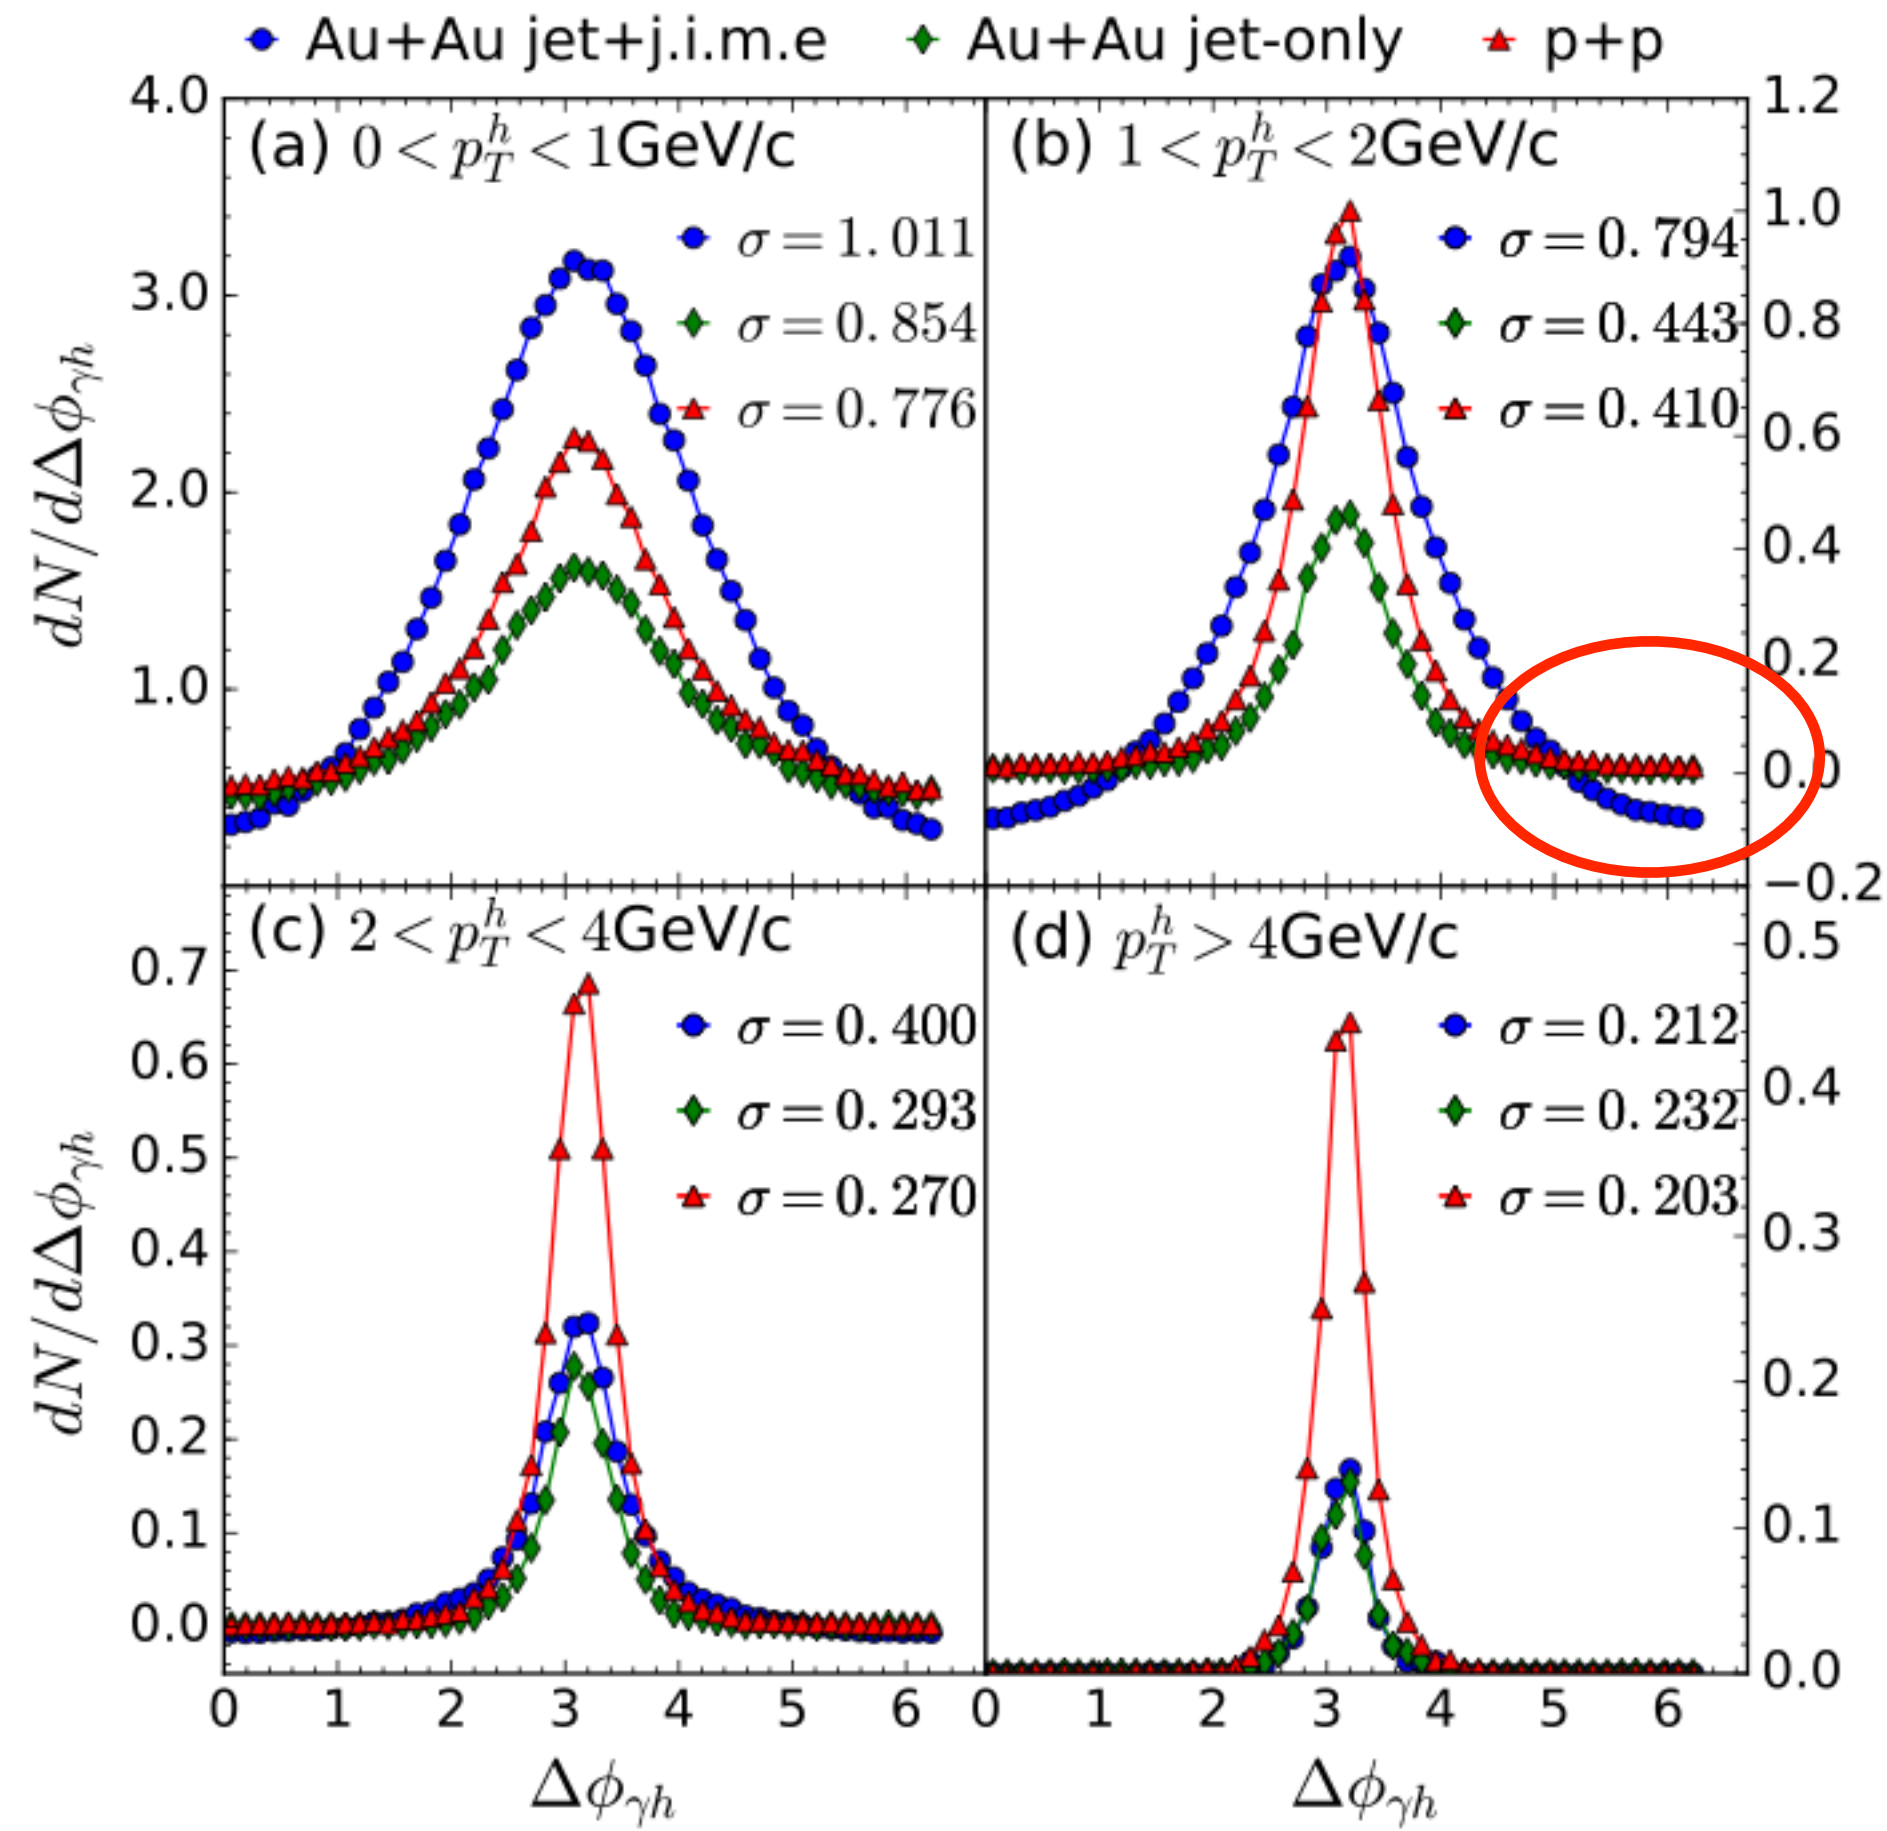 Au+Au jet+j.i.m.e Au+Au jet-only p+p
(a) 0 < p_T^h < 1GeV/c
σ = 1.011
σ = 0.854
σ = 0.776
4.0
3.0
2.0
1.0
dN/dΔϕ_γh
(b) 1 < p_T^h < 2GeV/c
σ = 0.794
σ = 0.443
σ = 0.410
1.2
1.0
0.8
0.6
0.4
0.2
0.0
−0.2
(c) 2 < p_T^h < 4GeV/c
σ = 0.400
σ = 0.293
σ = 0.270
0.7
0.6
0.5
0.4
0.3
0.2
0.1
0.0
dN/dΔϕ_γh
(d) p_T^h > 4GeV/c
σ = 0.212
σ = 0.232
σ = 0.203
0.5
0.4
0.3
0.2
0.1
0.0
0 1 2 3 4 5 6 0 1 2 3 4 5 6
Δϕ_γh Δϕ_γh